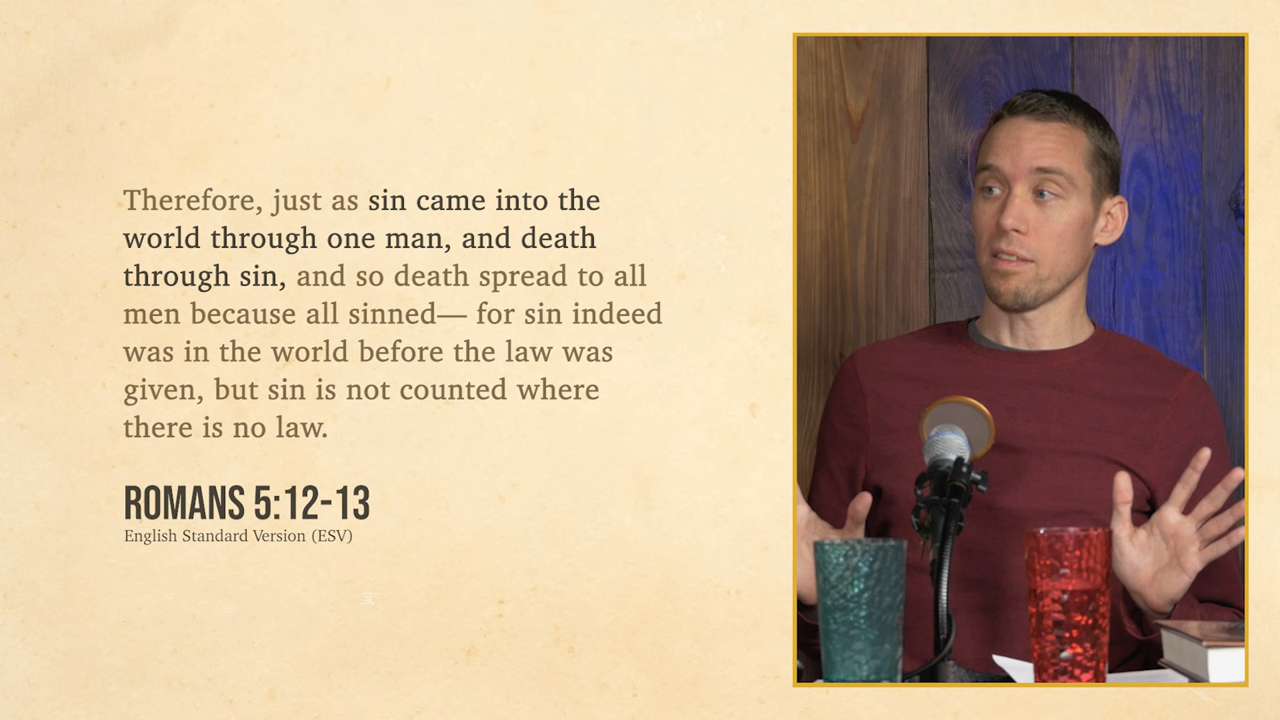 Therefore, just as sin came into the
world through one man, and death
through sin, and so death spread to all
men because all sinned— for sin indeed
was in the world before the law was
given, but sin is not counted where
there is no law.
ROMANS 5:12-13
English Standard Version (ESV)